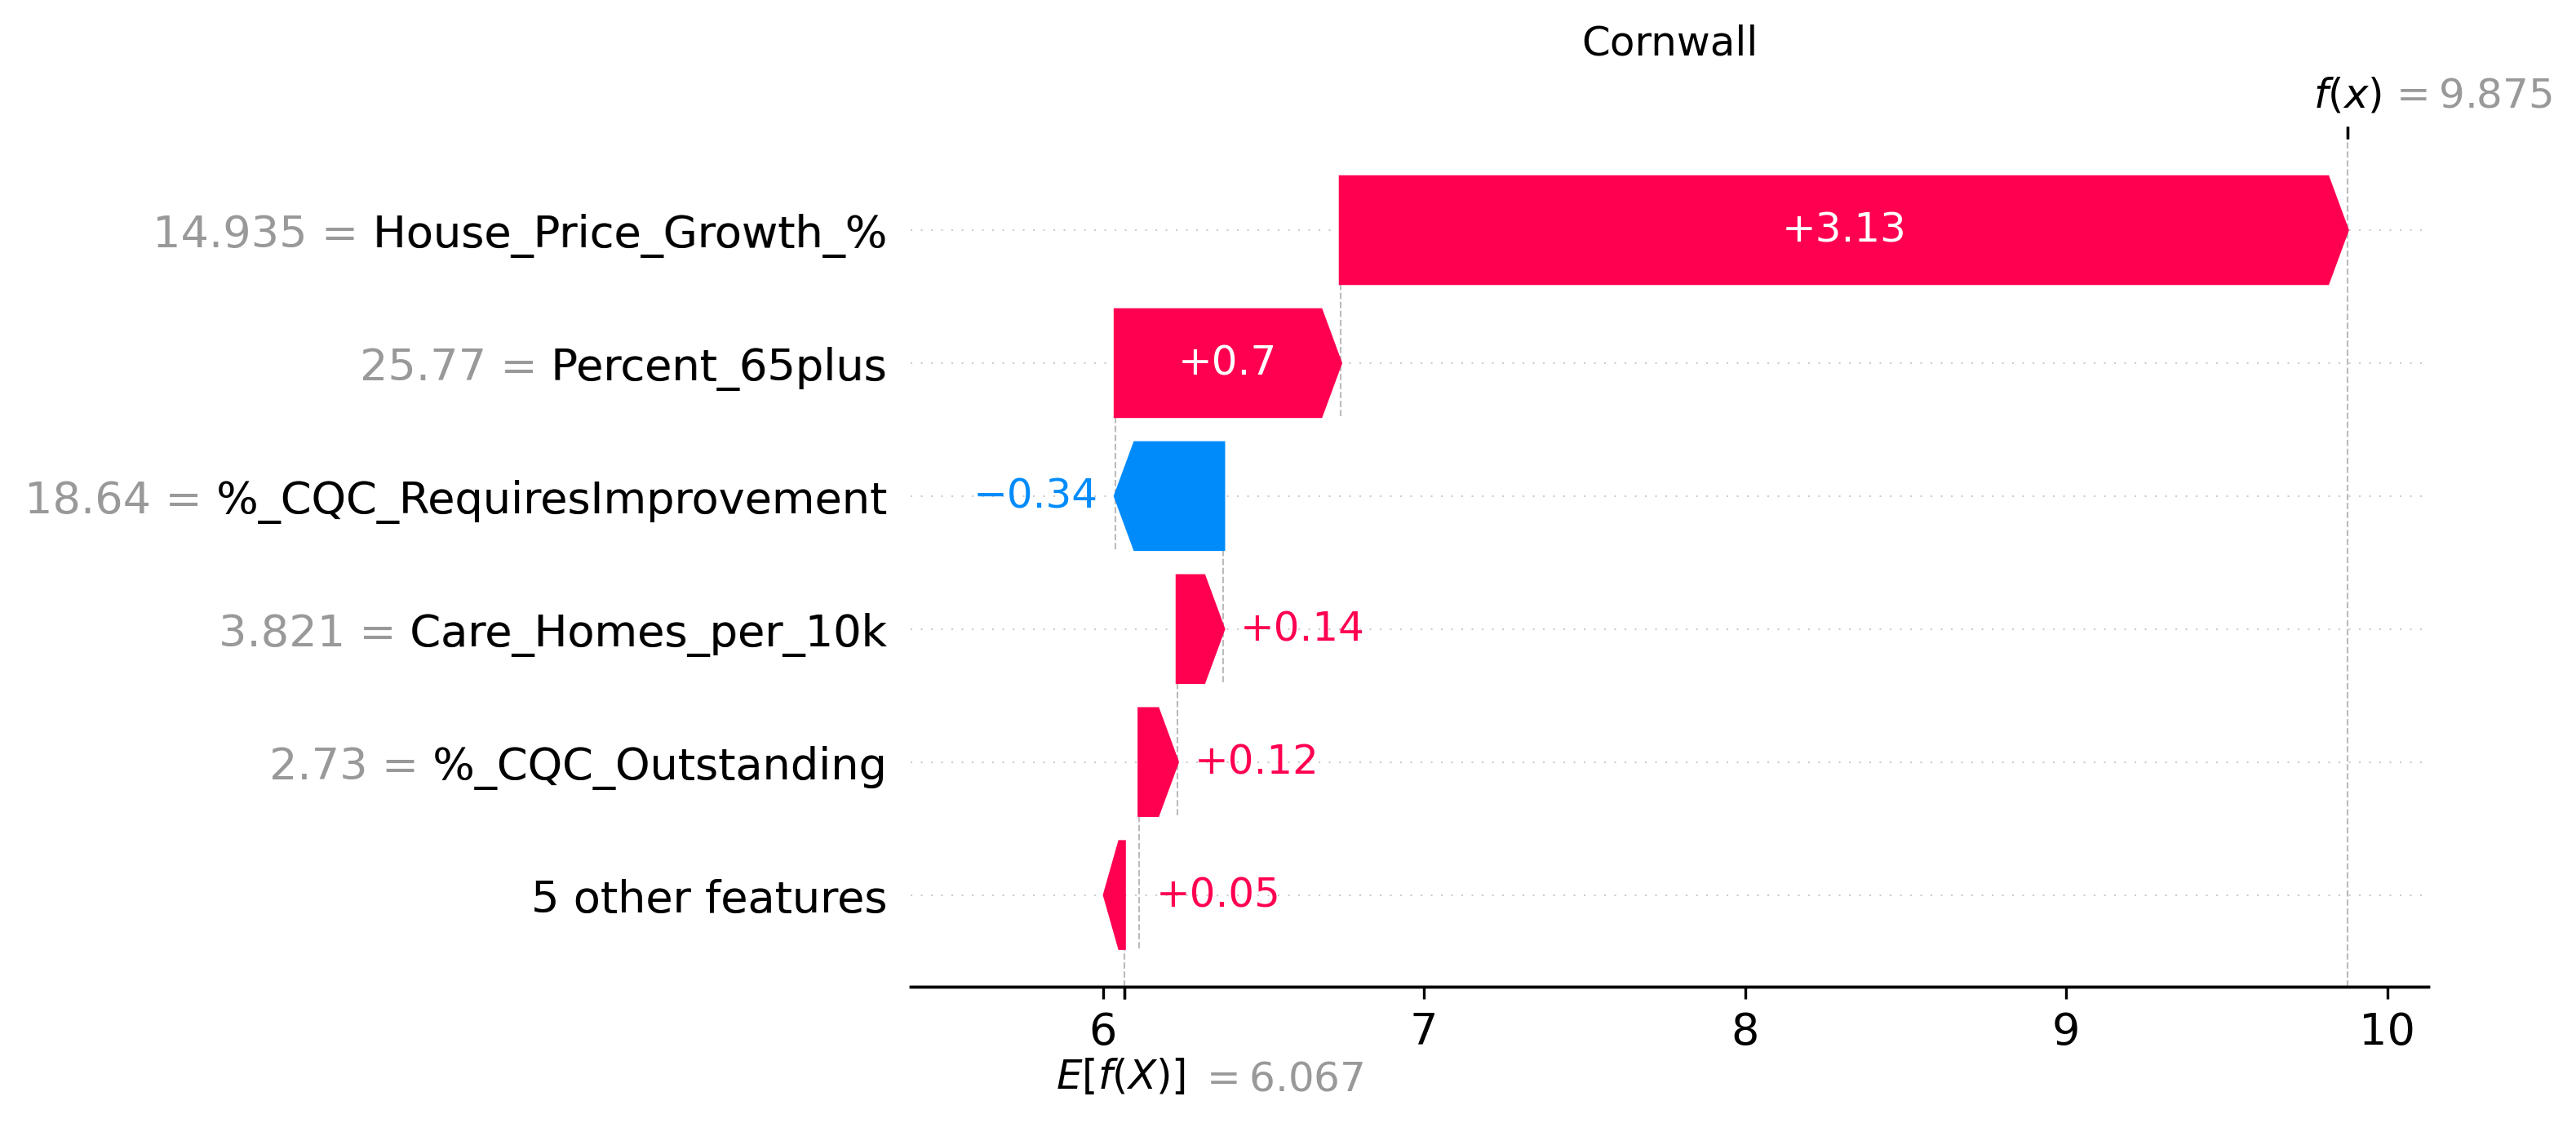 Cornwall
f(x) = 9.875
14.935 = House_Price_Growth_%
+3.13
25.77 = Percent_65plus
+0.7
18.64 = %_CQC_RequiresImprovement
−0.34
3.821 = Care_Homes_per_10k
+0.14
2.73 = %_CQC_Outstanding
+0.12
5 other features
+0.05
6 7 8 9 10
E[f(X)] = 6.067